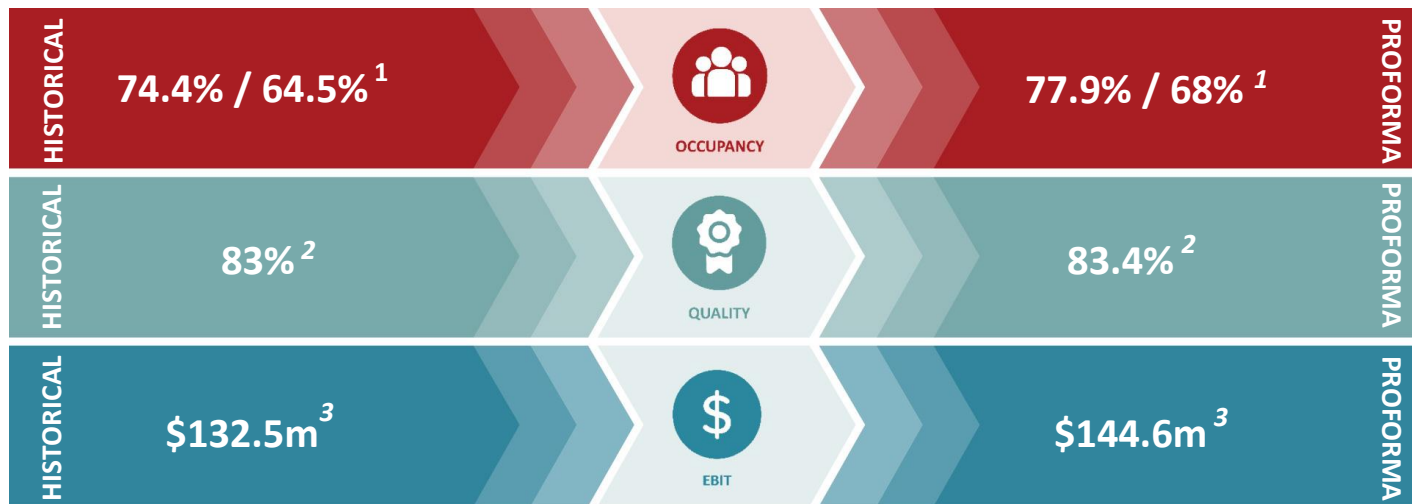 HISTORICAL
74.4% / 64.5% 1
OCCUPANCY
77.9% / 68% 1
PROFORMA
HISTORICAL
83% 2
QUALITY
83.4% 2
PROFORMA
HISTORICAL
$132.5m 3
$
EBIT
$144.6m 3
PROFORMA